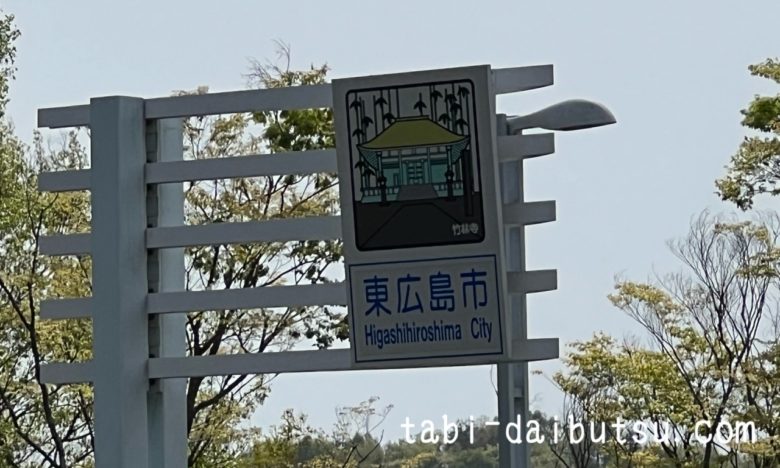 竹林寺
東広島市
Higashihiroshima City
tabi-daibutsu.com